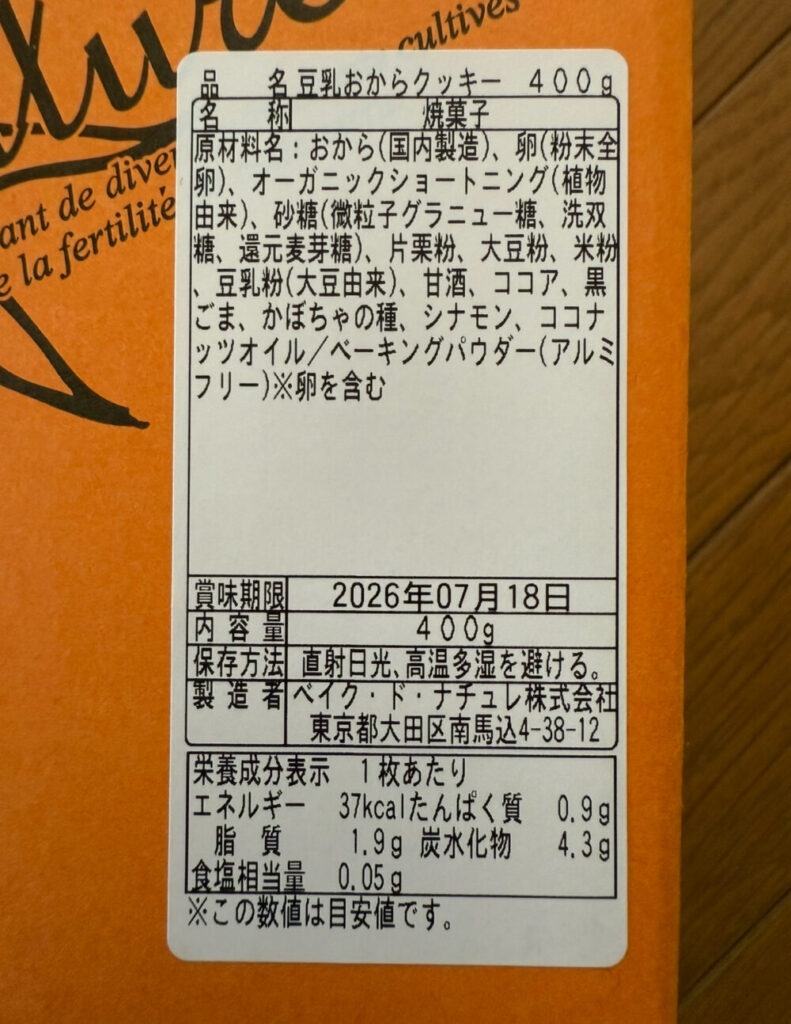 cultives
ant de diver
e la fertilité
品 名 豆乳おからクッキー 400g
名 称 焼菓子
原材料名：おから(国内製造)、卵(粉末全
卵)、オーガニックショートニング(植物
由来)、砂糖(微粒子グラニュー糖、洗双
糖、還元麦芽糖)、片栗粉、大豆粉、米粉
、豆乳粉(大豆由来)、甘酒、ココア、黒
ごま、かぼちゃの種、シナモン、ココナ
ッツオイル／ベーキングパウダー(アルミ
フリー)※卵を含む
賞味期限 2026年07月18日
内容量 400g
保存方法 直射日光、高温多湿を避ける。
製造者 ベイク・ド・ナチュレ株式会社
東京都大田区南馬込4-38-12
栄養成分表示 1枚あたり
エネルギー 37kcal たんぱく質 0.9g
脂質 1.9g 炭水化物 4.3g
食塩相当量 0.05g
※この数値は目安値です。